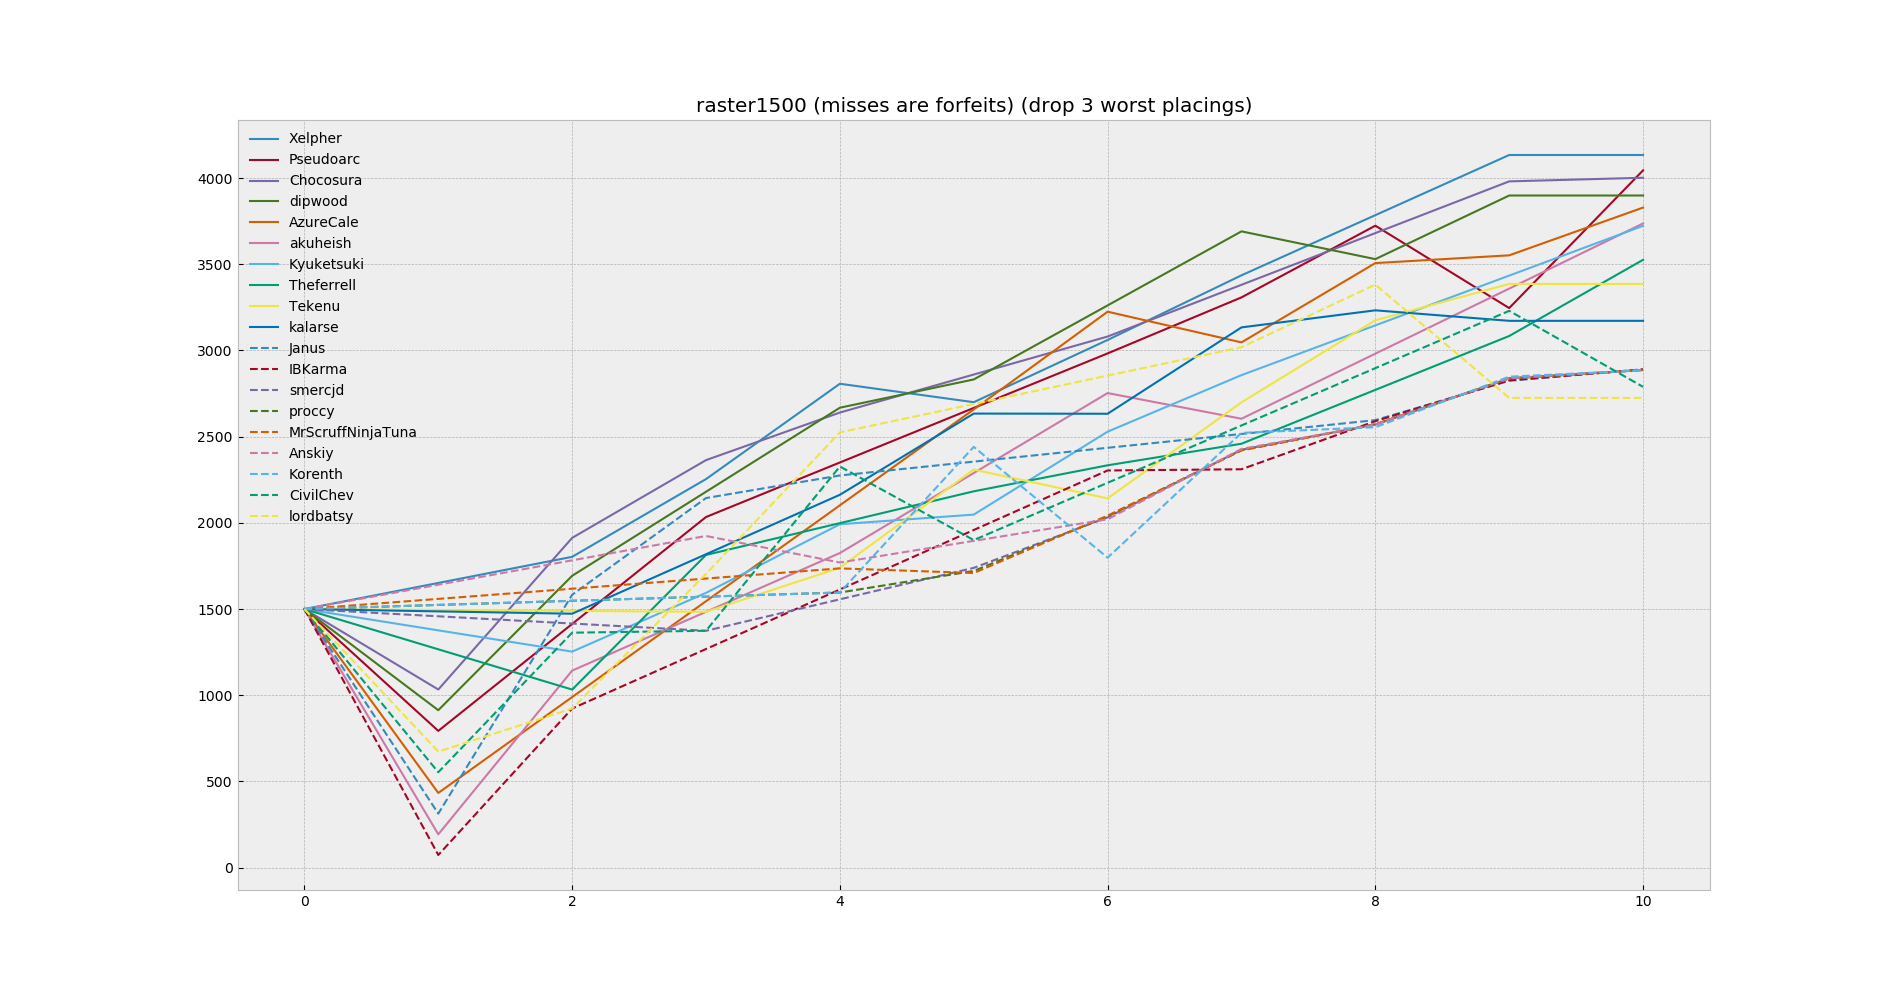 raster1500 (misses are forfeits) (drop 3 worst placings)
Xelpher
Pseudoarc
Chocosura
dipwood
AzureCale
akuheish
Kyuketsuki
Theferrell
Tekenu
kalarse
Janus
IBKarma
smercjd
proccy
MrScruffNinjaTuna
Anskiy
Korenth
CivilChev
lordbatsy
4000
3500
3000
2500
2000
1500
1000
500
0
0 2 4 6 8 10